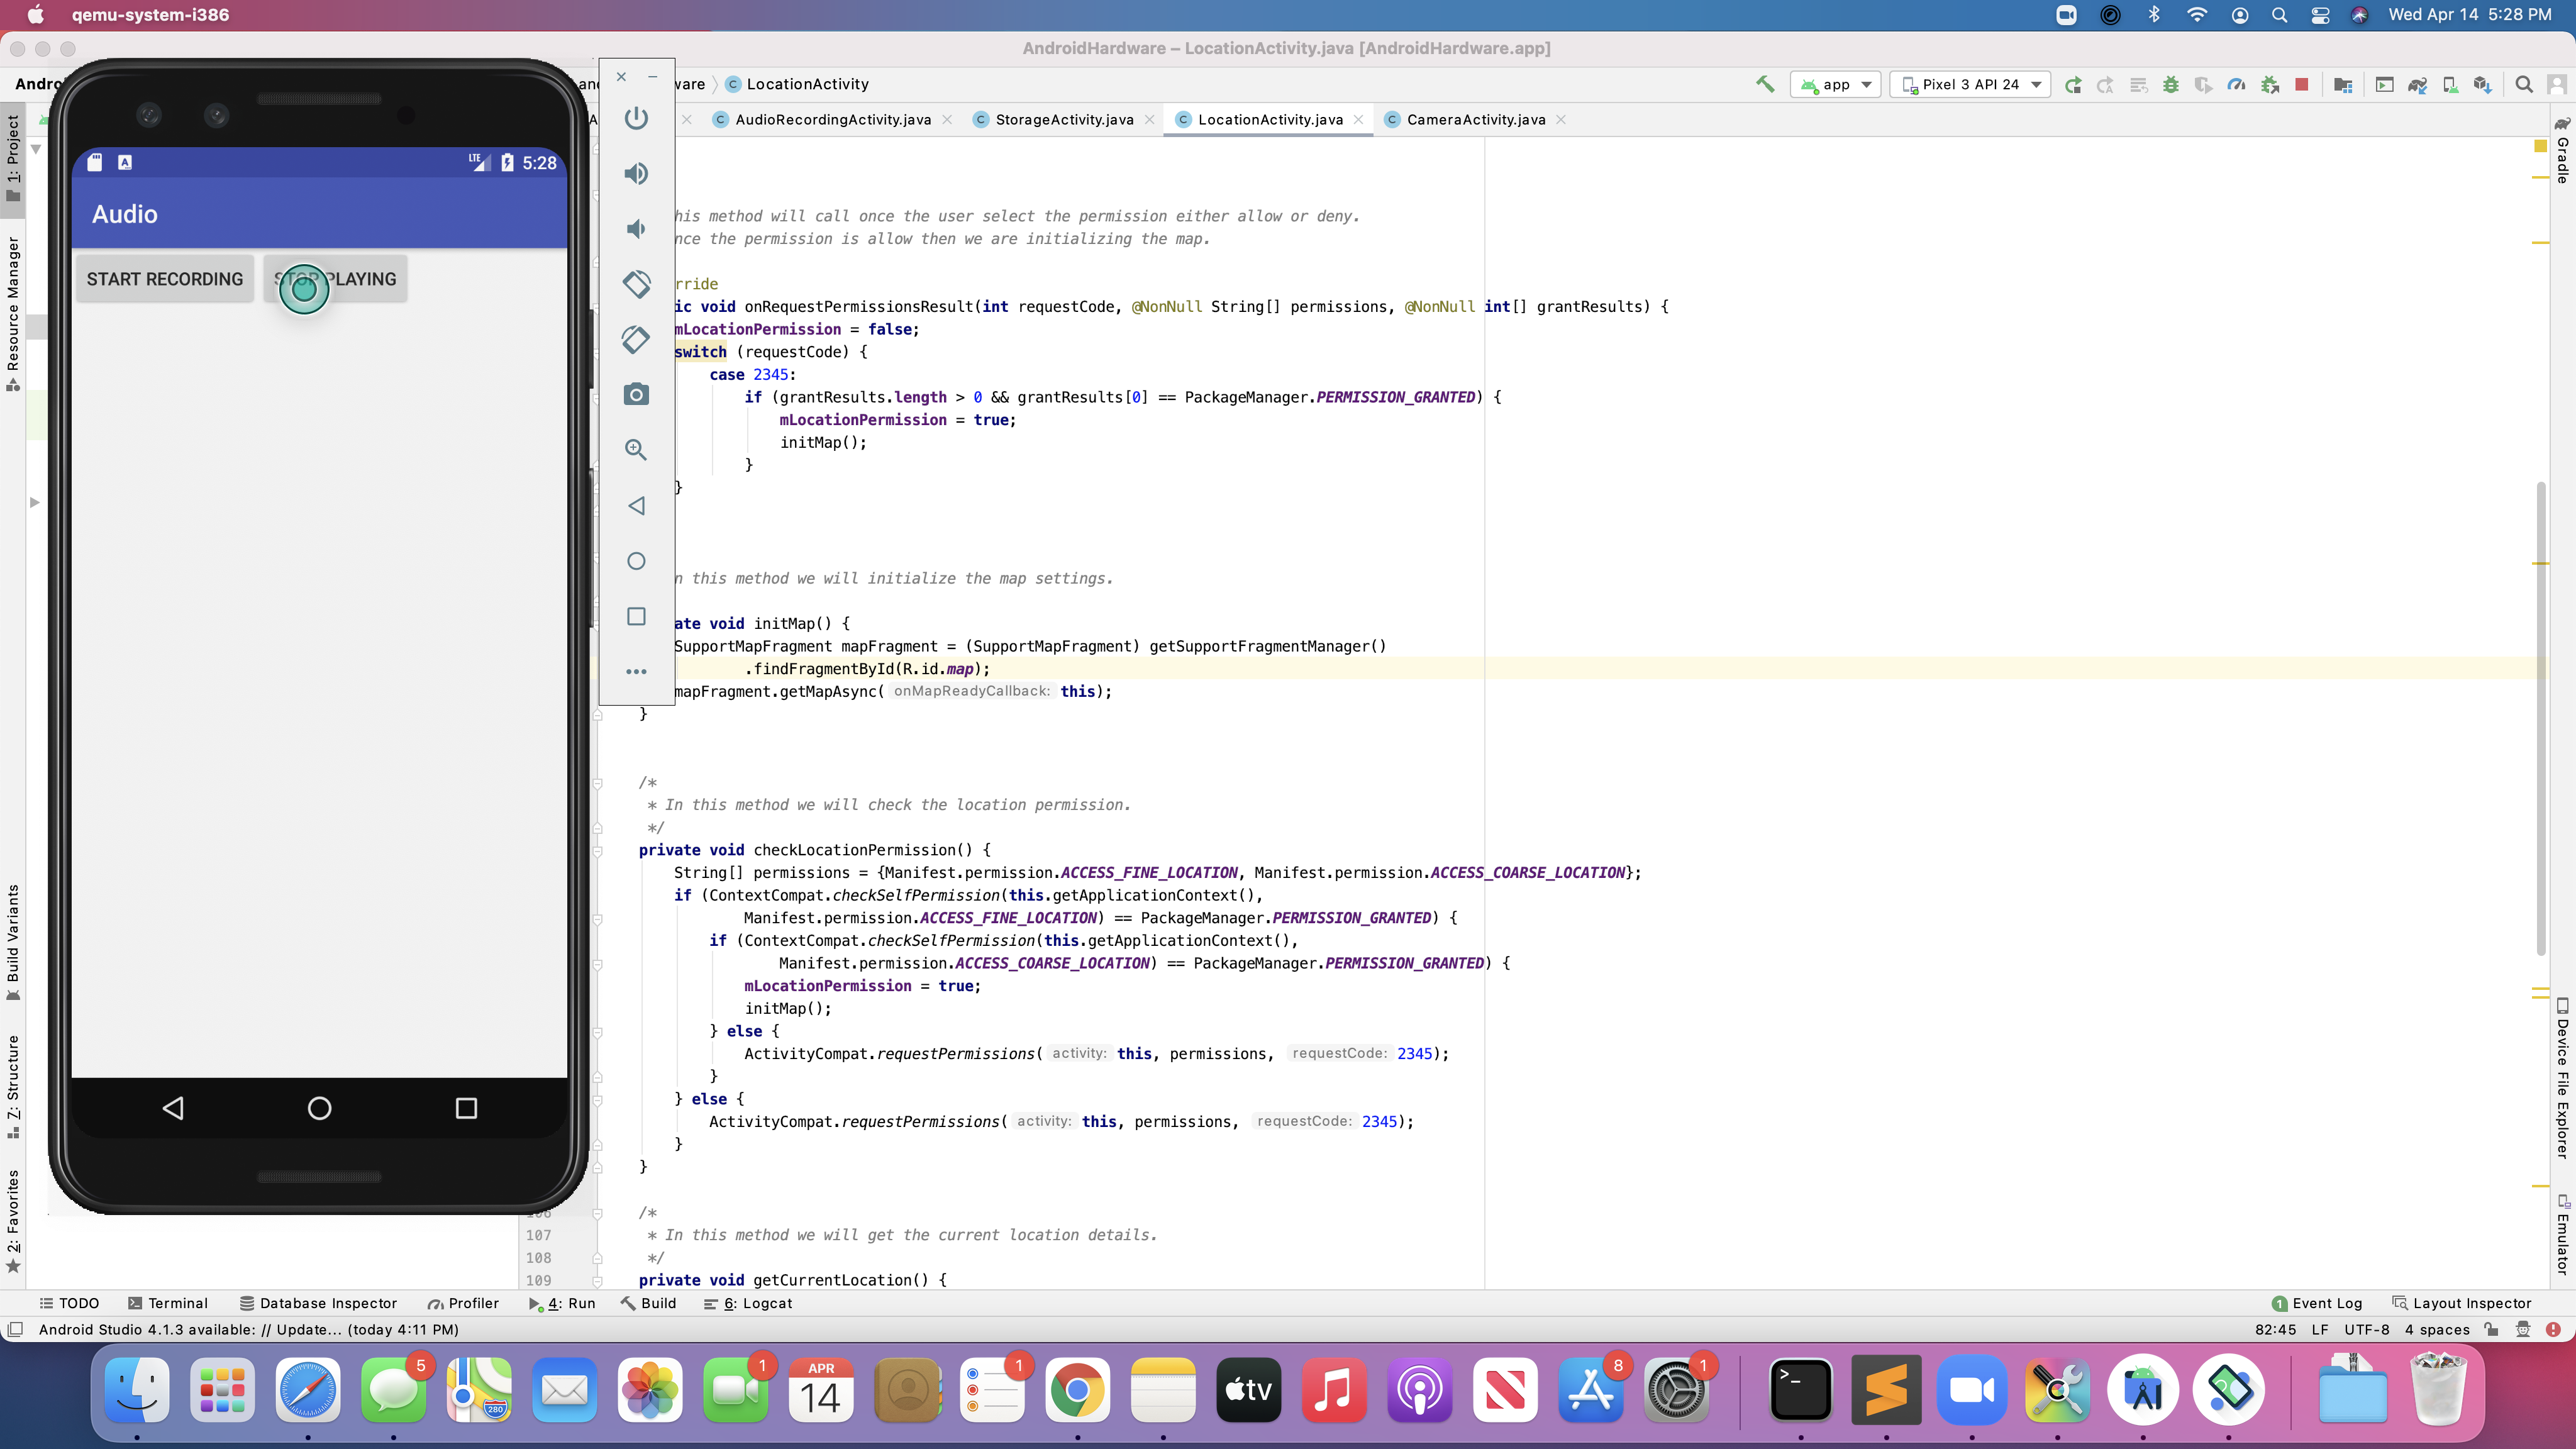 qemu-system-i386
Wed Apr 14 5:28 PM
AndroidHardware – LocationActivity.java [AndroidHardware.app]
LocationActivity
app
Pixel 3 API 24
AudioRecordingActivity.java
StorageActivity.java
LocationActivity.java
CameraActivity.java
1: Project
Resource Manager
Build Variants
7: Structure
2: Favorites
Gradle
Device File Explorer
Emulator
LTE
5:28
Audio
START RECORDING
STOP PLAYING
his method will call once the user select the permission either allow or deny.
nce the permission is allow then we are initializing the map.
rride
ic void onRequestPermissionsResult(int requestCode, @NonNull String[] permissions, @NonNull int[] grantResults) {
mLocationPermission = false;
switch (requestCode) {
case 2345:
if (grantResults.length > 0 && grantResults[0] == PackageManager.PERMISSION_GRANTED) {
mLocationPermission = true;
initMap();
}
}
n this method we will initialize the map settings.
ate void initMap() {
SupportMapFragment mapFragment = (SupportMapFragment) getSupportFragmentManager()
.findFragmentById(R.id.map);
mapFragment.getMapAsync( onMapReadyCallback: this);
}
/*
* In this method we will check the location permission.
*/
private void checkLocationPermission() {
String[] permissions = {Manifest.permission.ACCESS_FINE_LOCATION, Manifest.permission.ACCESS_COARSE_LOCATION};
if (ContextCompat.checkSelfPermission(this.getApplicationContext(),
Manifest.permission.ACCESS_FINE_LOCATION) == PackageManager.PERMISSION_GRANTED) {
if (ContextCompat.checkSelfPermission(this.getApplicationContext(),
Manifest.permission.ACCESS_COARSE_LOCATION) == PackageManager.PERMISSION_GRANTED) {
mLocationPermission = true;
initMap();
} else {
ActivityCompat.requestPermissions( activity: this, permissions, requestCode: 2345);
}
} else {
ActivityCompat.requestPermissions( activity: this, permissions, requestCode: 2345);
}
}
/*
107 * In this method we will get the current location details.
108 */
109 private void getCurrentLocation() {
TODO
Terminal
Database Inspector
Profiler
4: Run
Build
6: Logcat
1 Event Log
Layout Inspector
Android Studio 4.1.3 available: // Update... (today 4:11 PM)
82:45 LF UTF-8 4 spaces
5
280
1
APR
14
1
tv
8
1